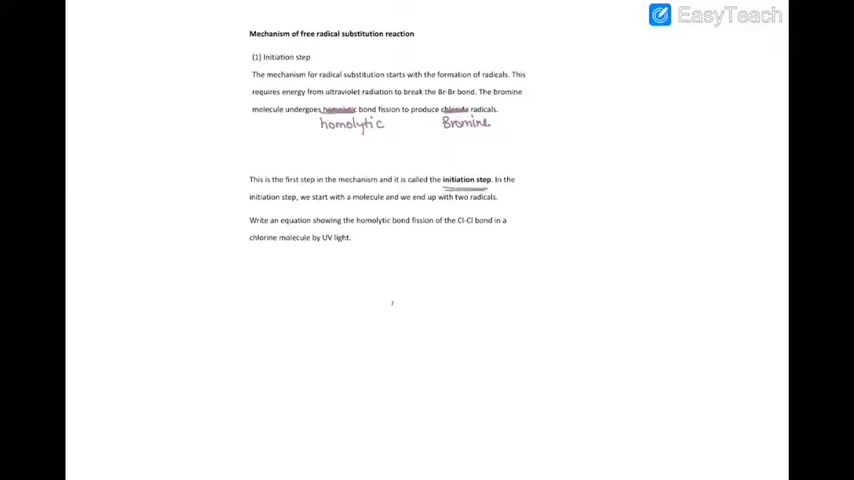 EasyTeach
Mechanism of free radical substitution reaction
(1) Initiation step
The mechanism for radical substitution starts with the formation of radicals. This
requires energy from ultraviolet radiation to break the Br-Br bond. The bromine
molecule undergoes homolytic bond fission to produce chloride radicals.
homolytic Bromine
This is the first step in the mechanism and it is called the initiation step. In the
initiation step, we start with a molecule and we end up with two radicals.
Write an equation showing the homolytic bond fission of the Cl-Cl bond in a
chlorine molecule by UV light.
7